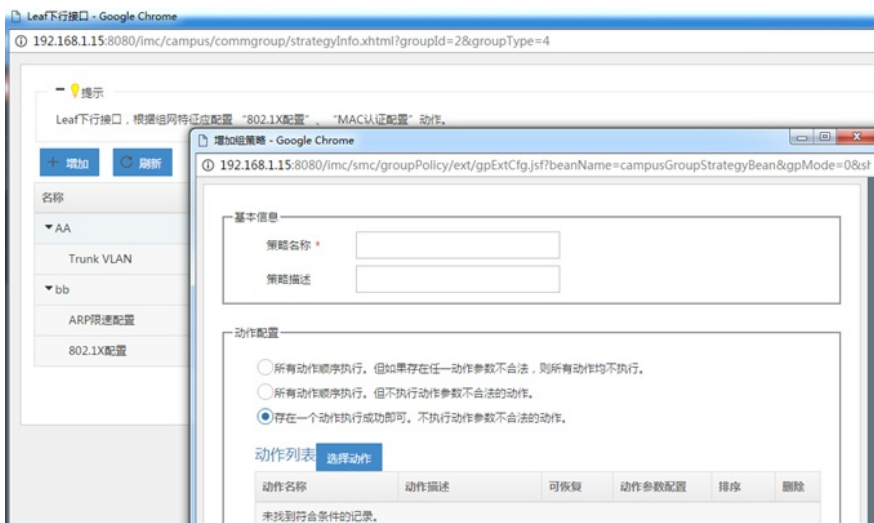 Leaf下行接口 - Google Chrome
192.168.1.15:8080/imc/campus/commgroup/strategyInfo.xhtml?groupId=2&groupType=4
提示
Leaf下行接口，根据组网特征应配置 “802.1X配置”、 “MAC认证配置” 动作。
增加
刷新
名称
AA
Trunk VLAN
bb
ARP限速配置
802.1X配置
增加组策略 - Google Chrome
192.168.1.15:8080/imc/smc/groupPolicy/ext/gpExtCfg.jsf?beanName=campusGroupStrategyBean&gpMode=0&sh
基本信息
策略名称 *
策略描述
动作配置
所有动作顺序执行。但如果存在任一动作参数不合法，则所有动作均不执行。
所有动作顺序执行。但不执行动作参数不合法的动作。
存在一个动作执行成功即可。不执行动作参数不合法的动作。
动作列表 选择动作
动作名称 动作描述 可恢复 动作参数配置 排序 删除
未找到符合条件的记录。